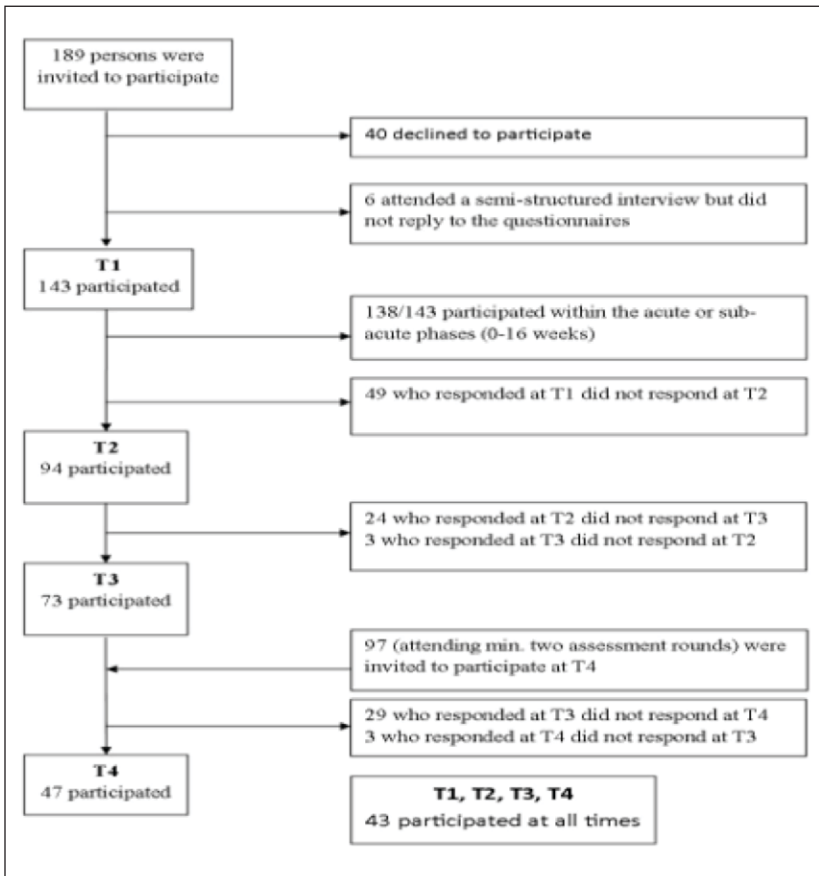 189 persons were
invited to participate
40 declined to participate
6 attended a semi-structured interview but did
not reply to the questionnaires
T1
143 participated
138/143 participated within the acute or sub-
acute phases (0-16 weeks)
49 who responded at T1 did not respond at T2
T2
94 participated
24 who responded at T2 did not respond at T3
3 who responded at T3 did not respond at T2
T3
73 participated
97 (attending min. two assessment rounds) were
invited to participate at T4
29 who responded at T3 did not respond at T4
3 who responded at T4 did not respond at T3
T4
47 participated
T1, T2, T3, T4
43 participated at all times